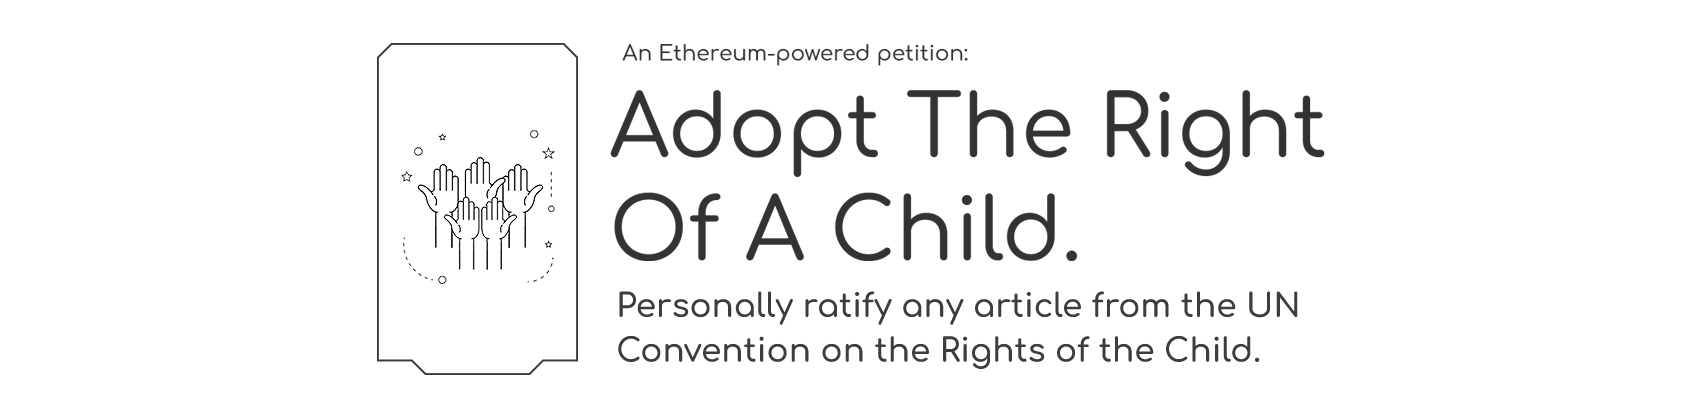 An Ethereum-powered petition:
Adopt The Right
Of A Child.
Personally ratify any article from the UN
Convention on the Rights of the Child.